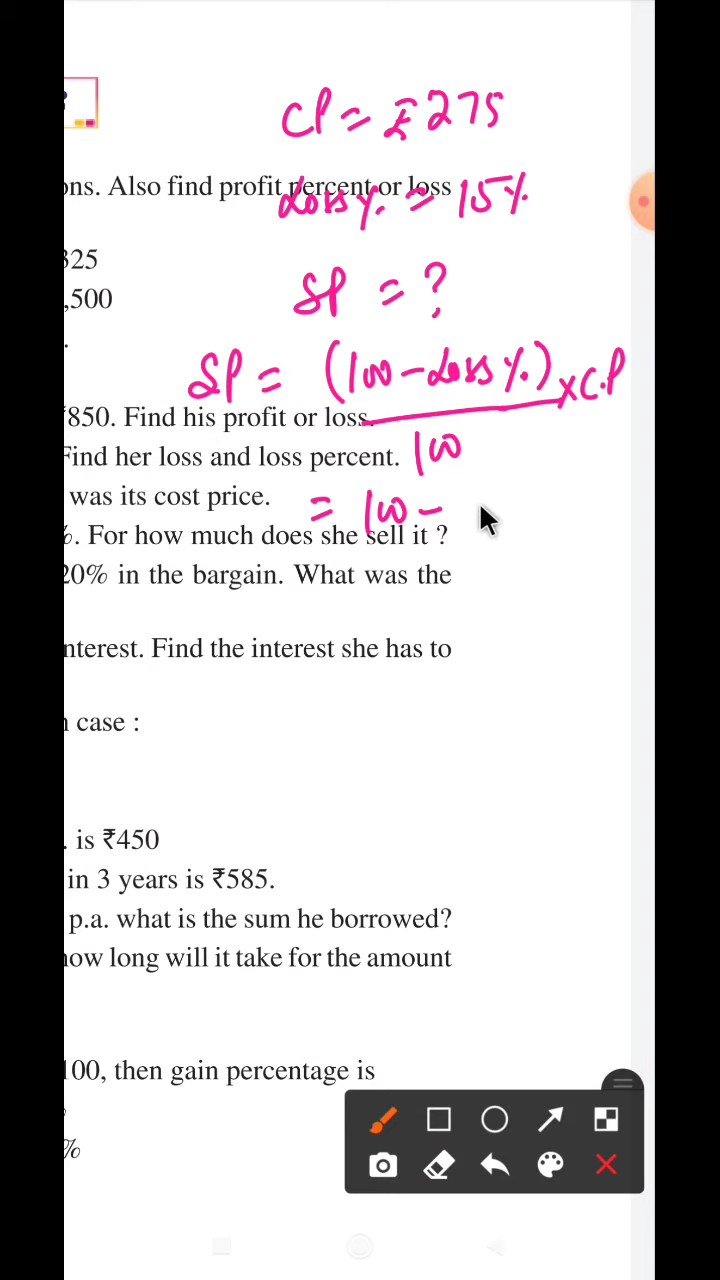 CP = ₹275
ons. Also find profit percent or loss
Loss% = 15%
325
,500
SP = ?
.
SP = (100 - Loss%) × C.P
₹850. Find his profit or loss.
100
Find her loss and loss percent.
was its cost price.
= 100 -
%. For how much does she sell it ?
20% in the bargain. What was the
nterest. Find the interest she has to
n case :
. is ₹450
in 3 years is ₹585.
p.a. what is the sum he borrowed?
how long will it take for the amount
100, then gain percentage is
%